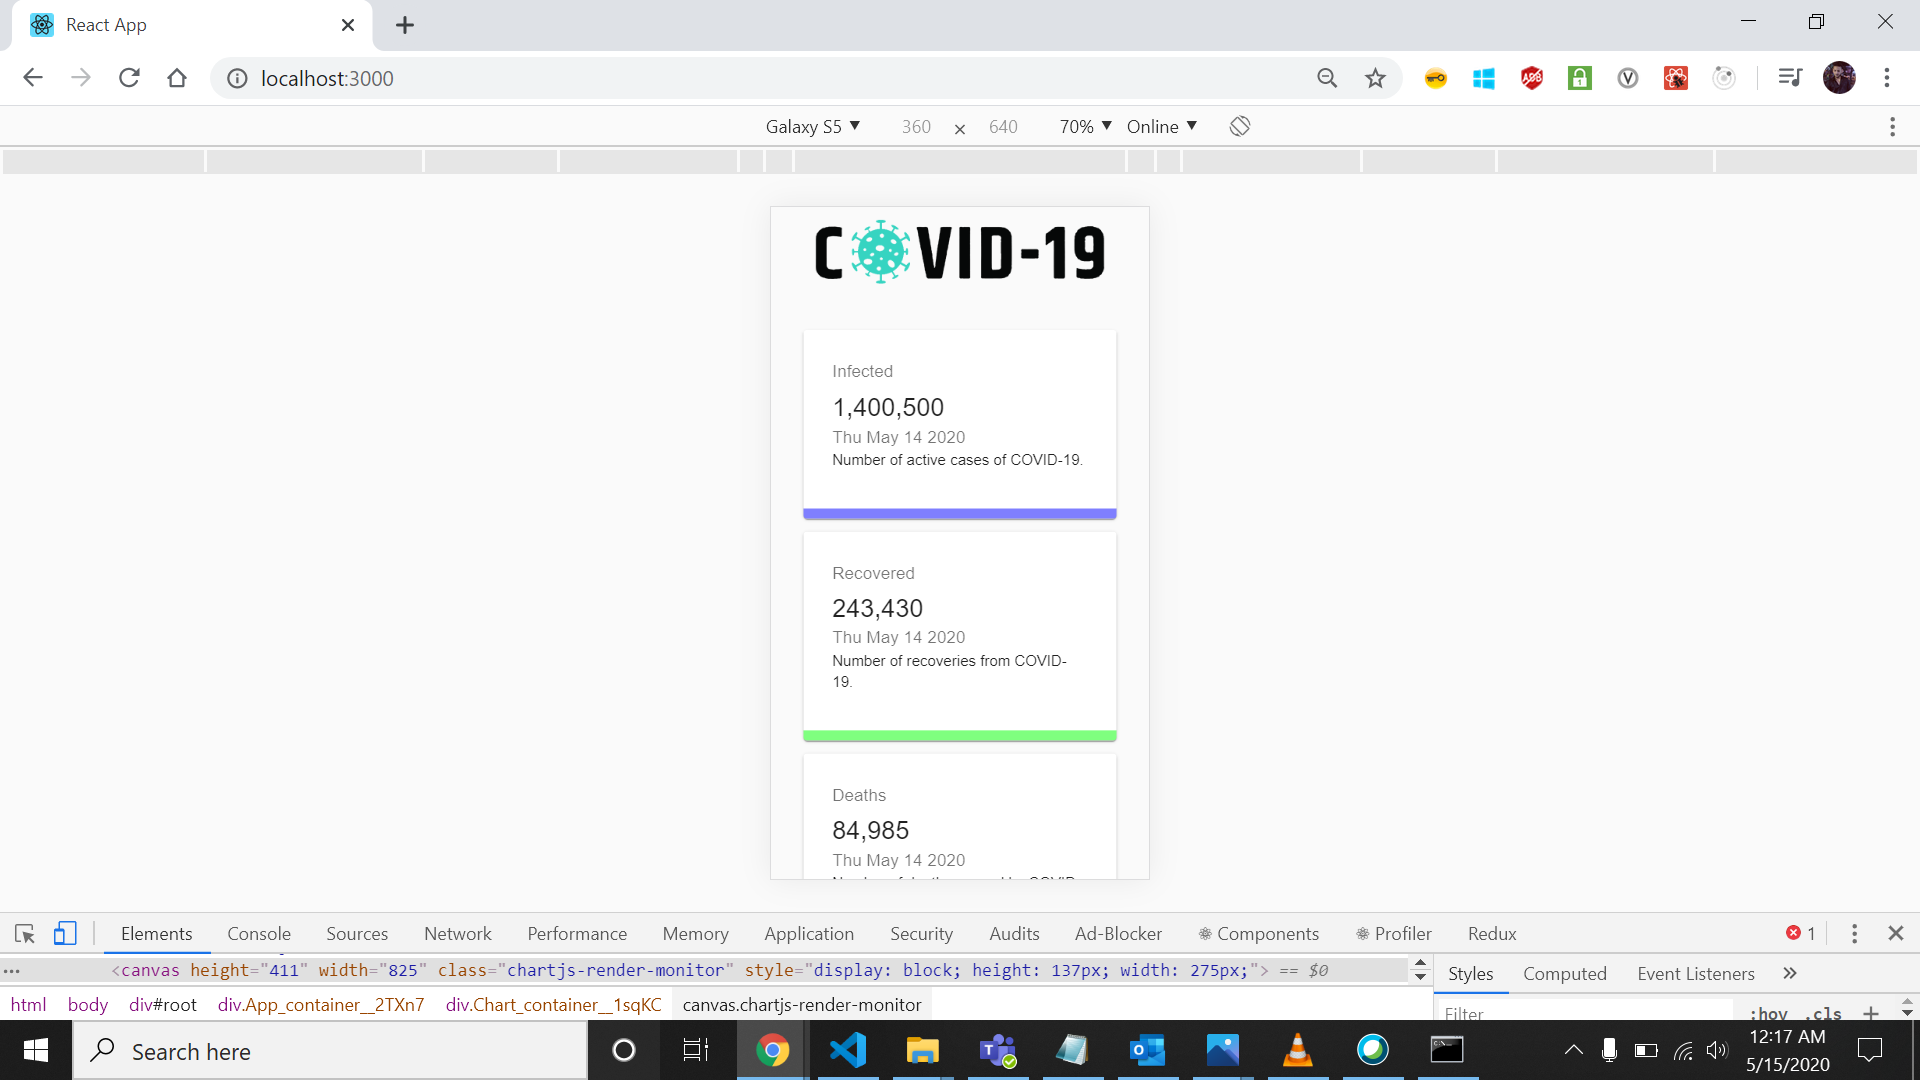 React App
localhost:3000
Galaxy S5 ▼ 360 × 640 70% ▼ Online ▼
COVID-19
Infected
1,400,500
Thu May 14 2020
Number of active cases of COVID-19.
Recovered
243,430
Thu May 14 2020
Number of recoveries from COVID-
19.
Deaths
84,985
Thu May 14 2020
Elements Console Sources Network Performance Memory Application Security Audits Ad-Blocker Components Profiler Redux 1
<canvas height="411" width="825" class="chartjs-render-monitor" style="display: block; height: 137px; width: 275px;"> == $0
html body div#root div.App_container__2TXn7 div.Chart_container__1sqKC canvas.chartjs-render-monitor
Styles Computed Event Listeners »
Filter :hov .cls +
Search here
12:17 AM
5/15/2020